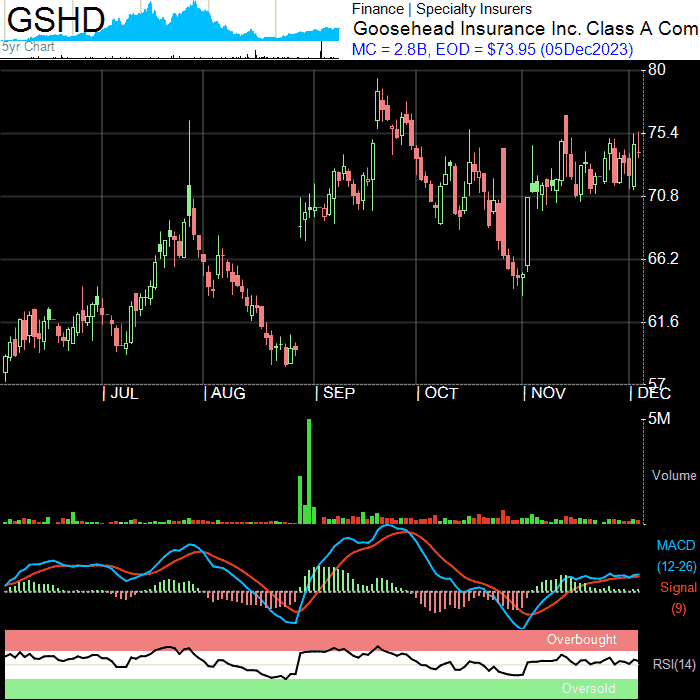 GSHD
Finance | Specialty Insurers
Goosehead Insurance Inc. Class A Com
5yr Chart
MC = 2.8B, EOD = $73.95 (05Dec2023)
80
75.4
70.8
66.2
61.6
57
JUL
AUG
SEP
OCT
NOV
DEC
5M
Volume
MACD
(12-26)
Signal
(9)
Overbought
RSI(14)
Oversold